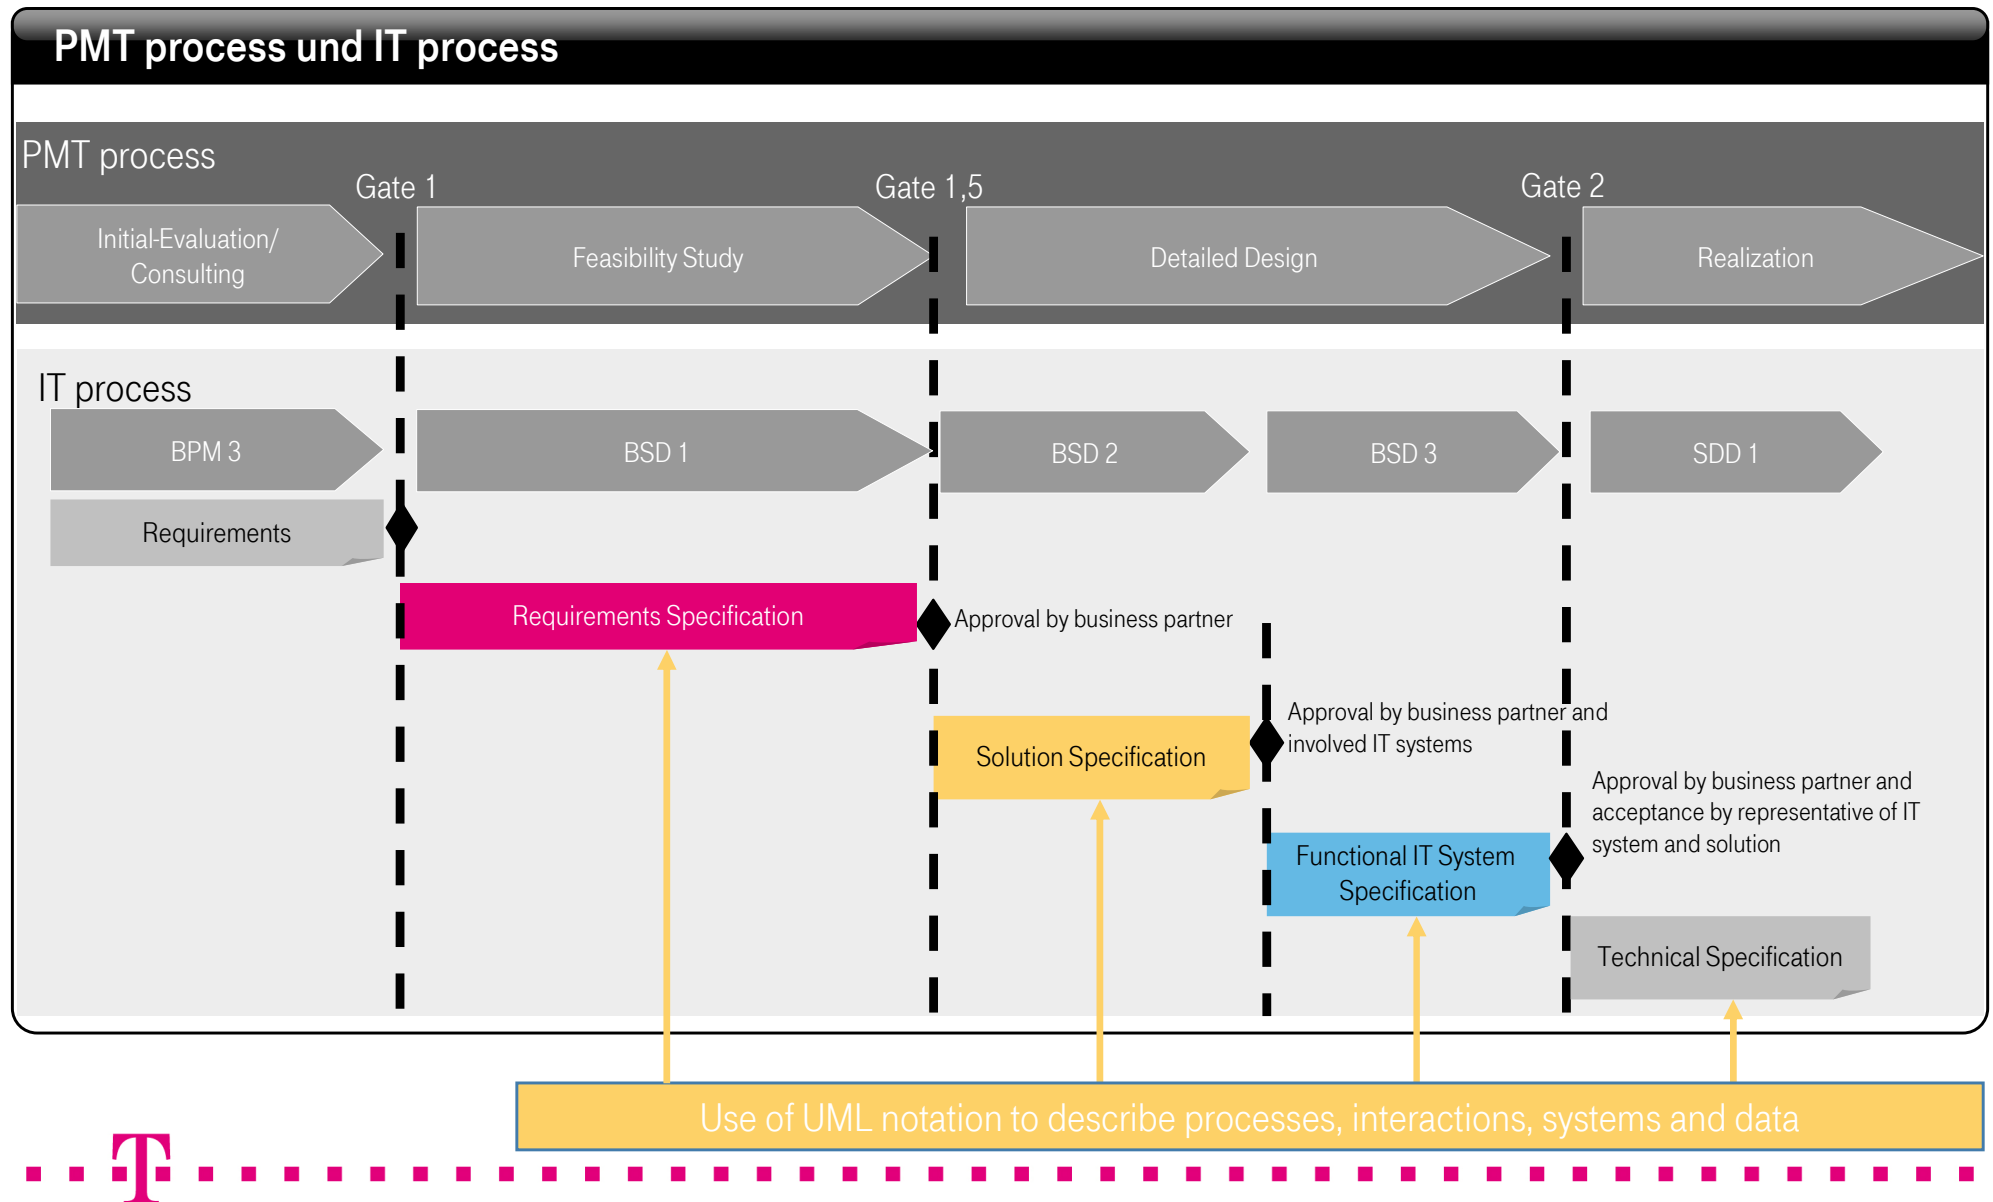 PMT process und IT process
PMT process
Gate 1
Gate 1,5
Gate 2
Initial-Evaluation/
Consulting
Feasibility Study
Detailed Design
Realization
IT process
BPM 3
BSD 1
BSD 2
BSD 3
SDD 1
Requirements
Requirements Specification
Approval by business partner
Solution Specification
Approval by business partner and
involved IT systems
Functional IT System
Specification
Approval by business partner and
acceptance by representative of IT
system and solution
Technical Specification
Use of UML notation to describe processes, interactions, systems and data
T